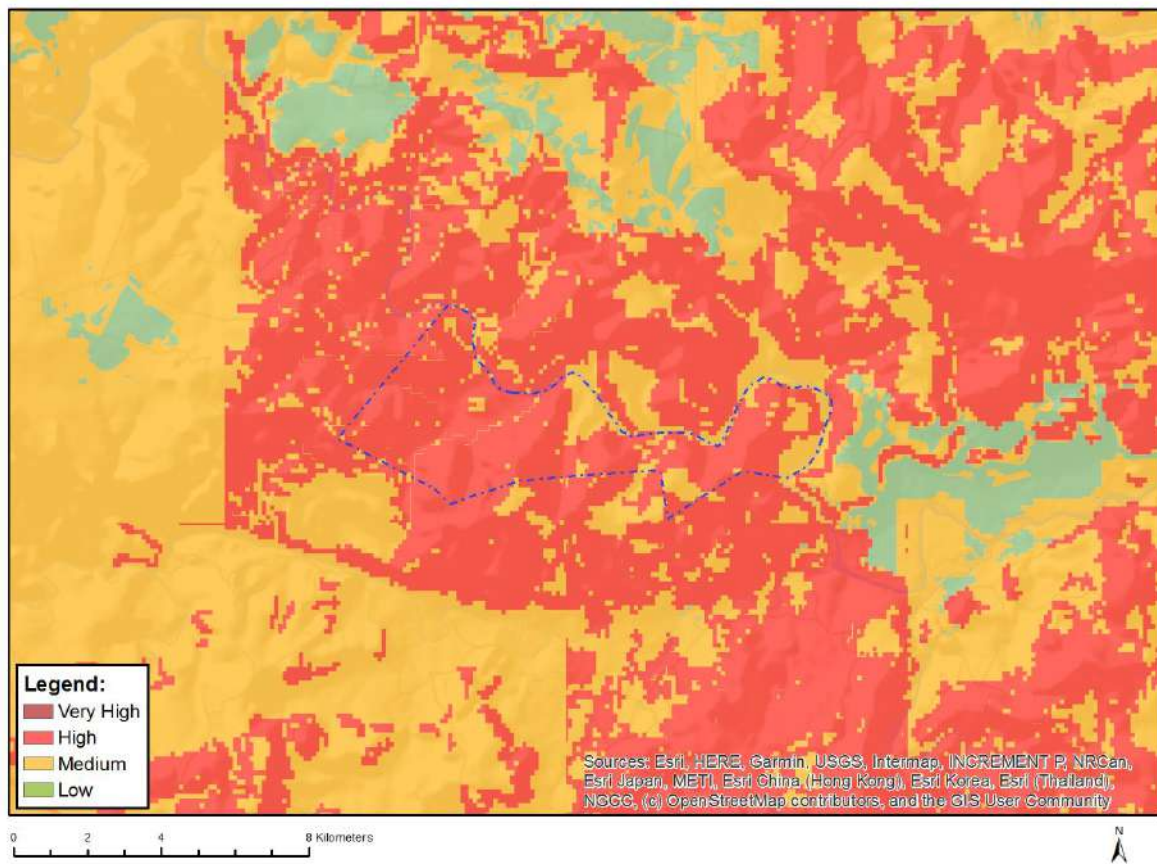 Legend:
Very High
High
Medium
Low
Sources: Esri, HERE, Garmin, USGS, Intermap, INCREMENT P, NRCan,
Esri Japan, METI, Esri China (Hong Kong), Esri Korea, Esri (Thailand),
NGCC, (c) OpenStreetMap contributors, and the GIS User Community
0 2 4 8 Kilometers
N